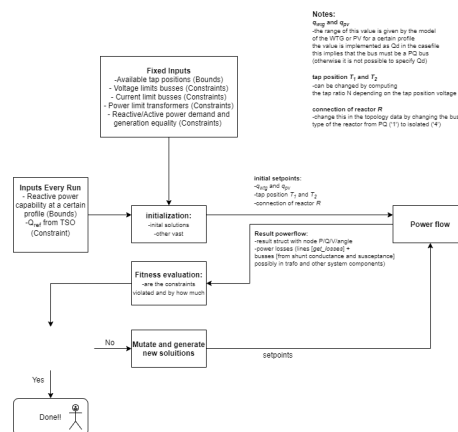 Notes:
qwtg and qpv
-the range of this value is given by the model
of the WTG or PV for a certain profile
the value is implemented as Qd in the casefile
this implies that the bus must be a PQ bus
(otherwise it is not possible to specify Qd)
tap position T1 and T2
-can be changed by computing
the tap ratio N depending on the tap position voltage
connection of reactor R
-change this in the topology data by changing the bus
type of the reactor from PQ ('1') to isolated ('4')
Fixed Inputs
-Available tap positions (Bounds)
- Voltage limits busses (Constraints)
- Current limit busses (Constraints)
- Power limit transformers (Constraints)
- Reactive/Active power demand and
generation equality (Constraints)
Inputs Every Run
- Reactive power
capability at a certain
profile (Bounds)
-Qref from TSO
(Constraint)
initialization:
-inital solutions
-other vast
Initial setpoints:
-qwtg and qpv
-tap position T1 and T2
-connection of reactor R
Power flow
Result powerflow:
-result struct with node P/Q/V/angle
-power losses (lines [get_losses] +
busses [from shunt conductance and susceptance]
possibly in trafo and other system components)
Fitness evaluation:
-are the constraints
violated and by how much
No
Mutate and generate
new soluitions
setpoints
Yes
Done!!